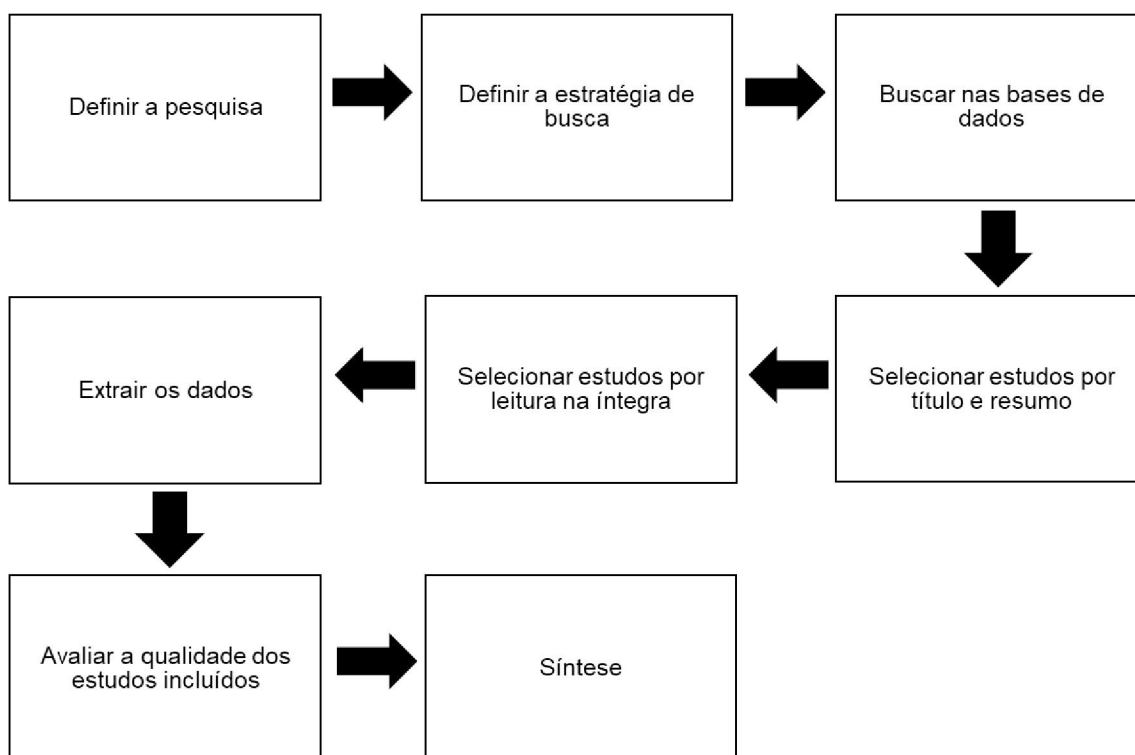 Definir a pesquisa
Definir a estratégia de
busca
Buscar nas bases de
dados
Selecionar estudos por
título e resumo
Selecionar estudos por
leitura na íntegra
Extrair os dados
Avaliar a qualidade dos
estudos incluídos
Síntese